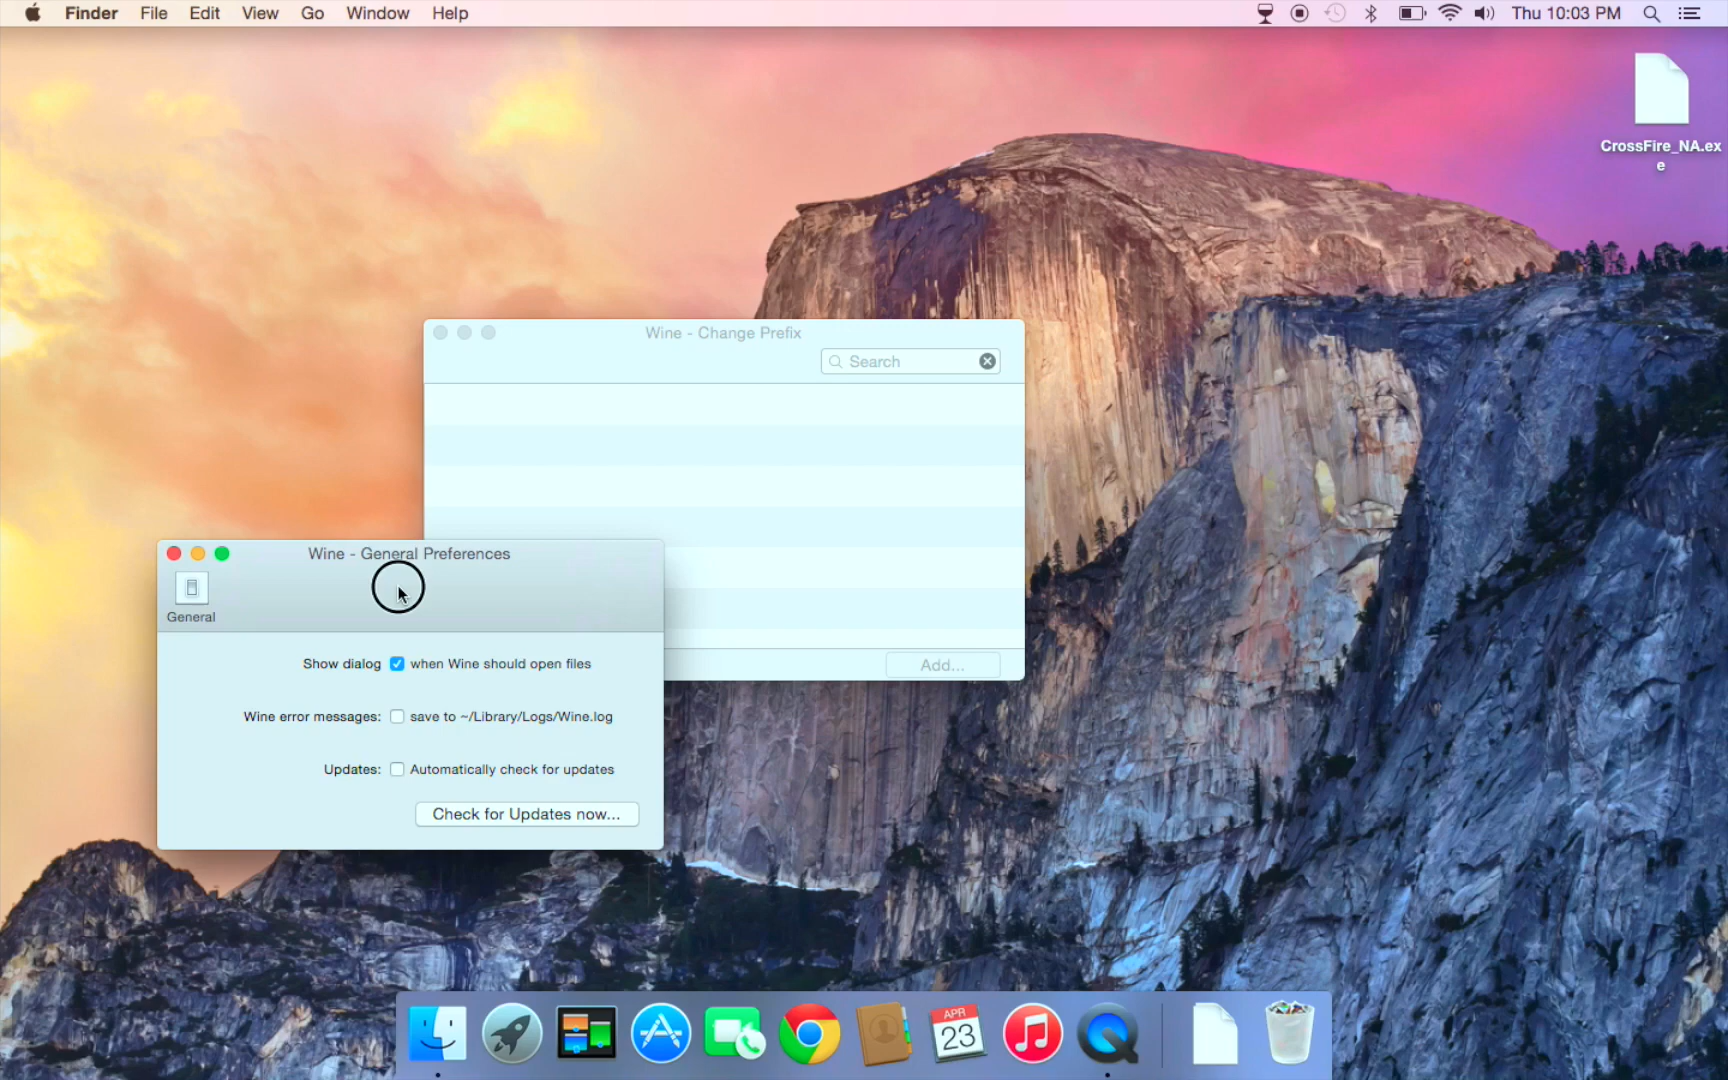 Finder File Edit View Go Window Help Thu 10:03 PM
CrossFire_NA.ex
e
Wine - Change Prefix
Search
Add...
Wine - General Preferences
General
Show dialog when Wine should open files
Wine error messages: save to ~/Library/Logs/Wine.log
Updates: Automatically check for updates
Check for Updates now...
APR
23